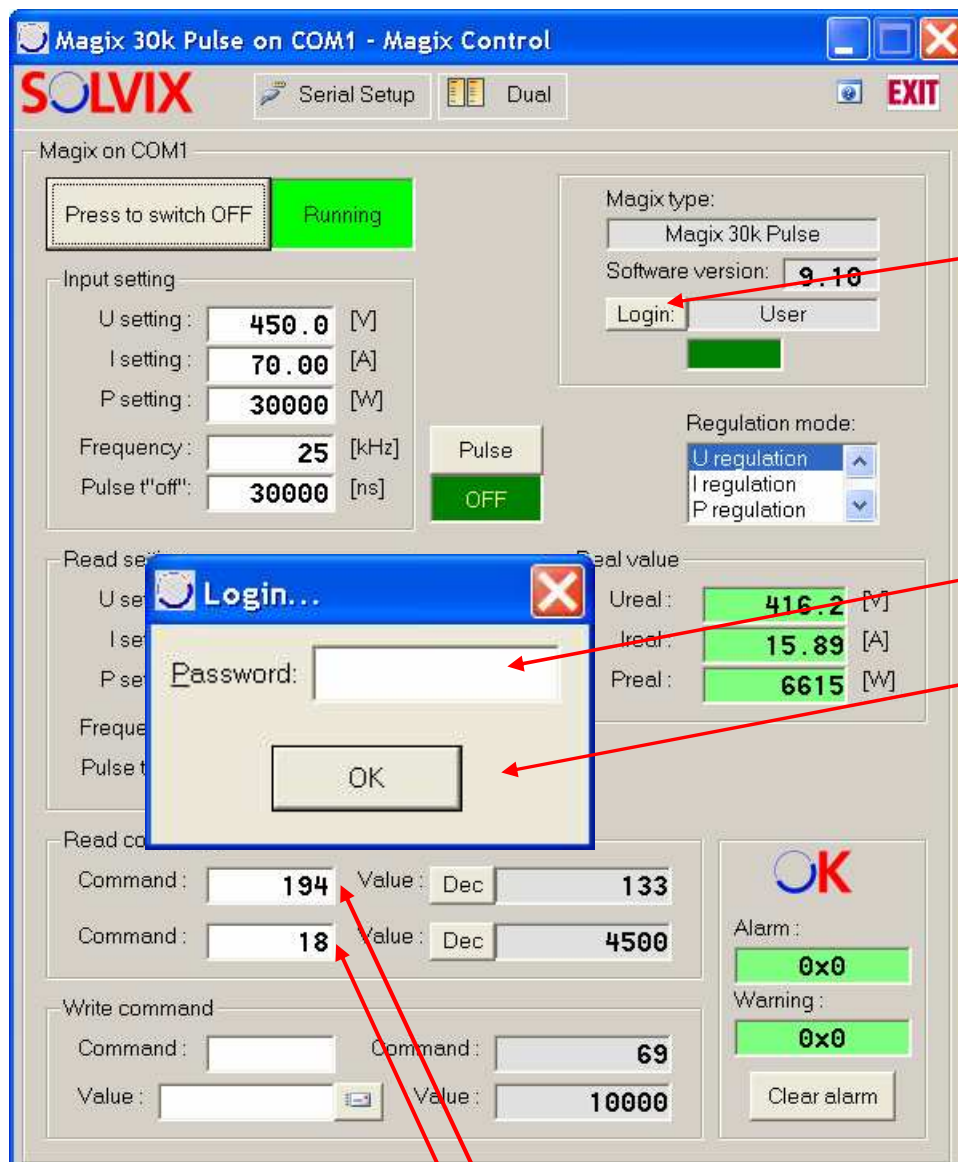 Magix 30k Pulse on COM1 - Magix Control
SOLVIX Serial Setup Dual EXIT
Magix on COM1
Press to switch OFF Running
Magix type:
Magix 30k Pulse
Software version: 9.10
Login: User
Input setting
U setting : 450.0 [V]
I setting : 70.00 [A]
P setting : 30000 [W]
Frequency : 25 [kHz]
Pulse t"off": 30000 [ns]
Pulse
OFF
Regulation mode:
U regulation
I regulation
P regulation
Read se
U se
I se
P se
Freque
Pulse t
Login...
Password:
OK
Real value
Ureal : 416.2 [V]
Ireal : 15.89 [A]
Preal : 6615 [W]
Read co
Command : 194 Value : Dec 133
Command : 18 Value : Dec 4500
Write command
Command : Command : 69
Value : Value : 10000
OK
Alarm :
0x0
Warning :
0x0
Clear alarm